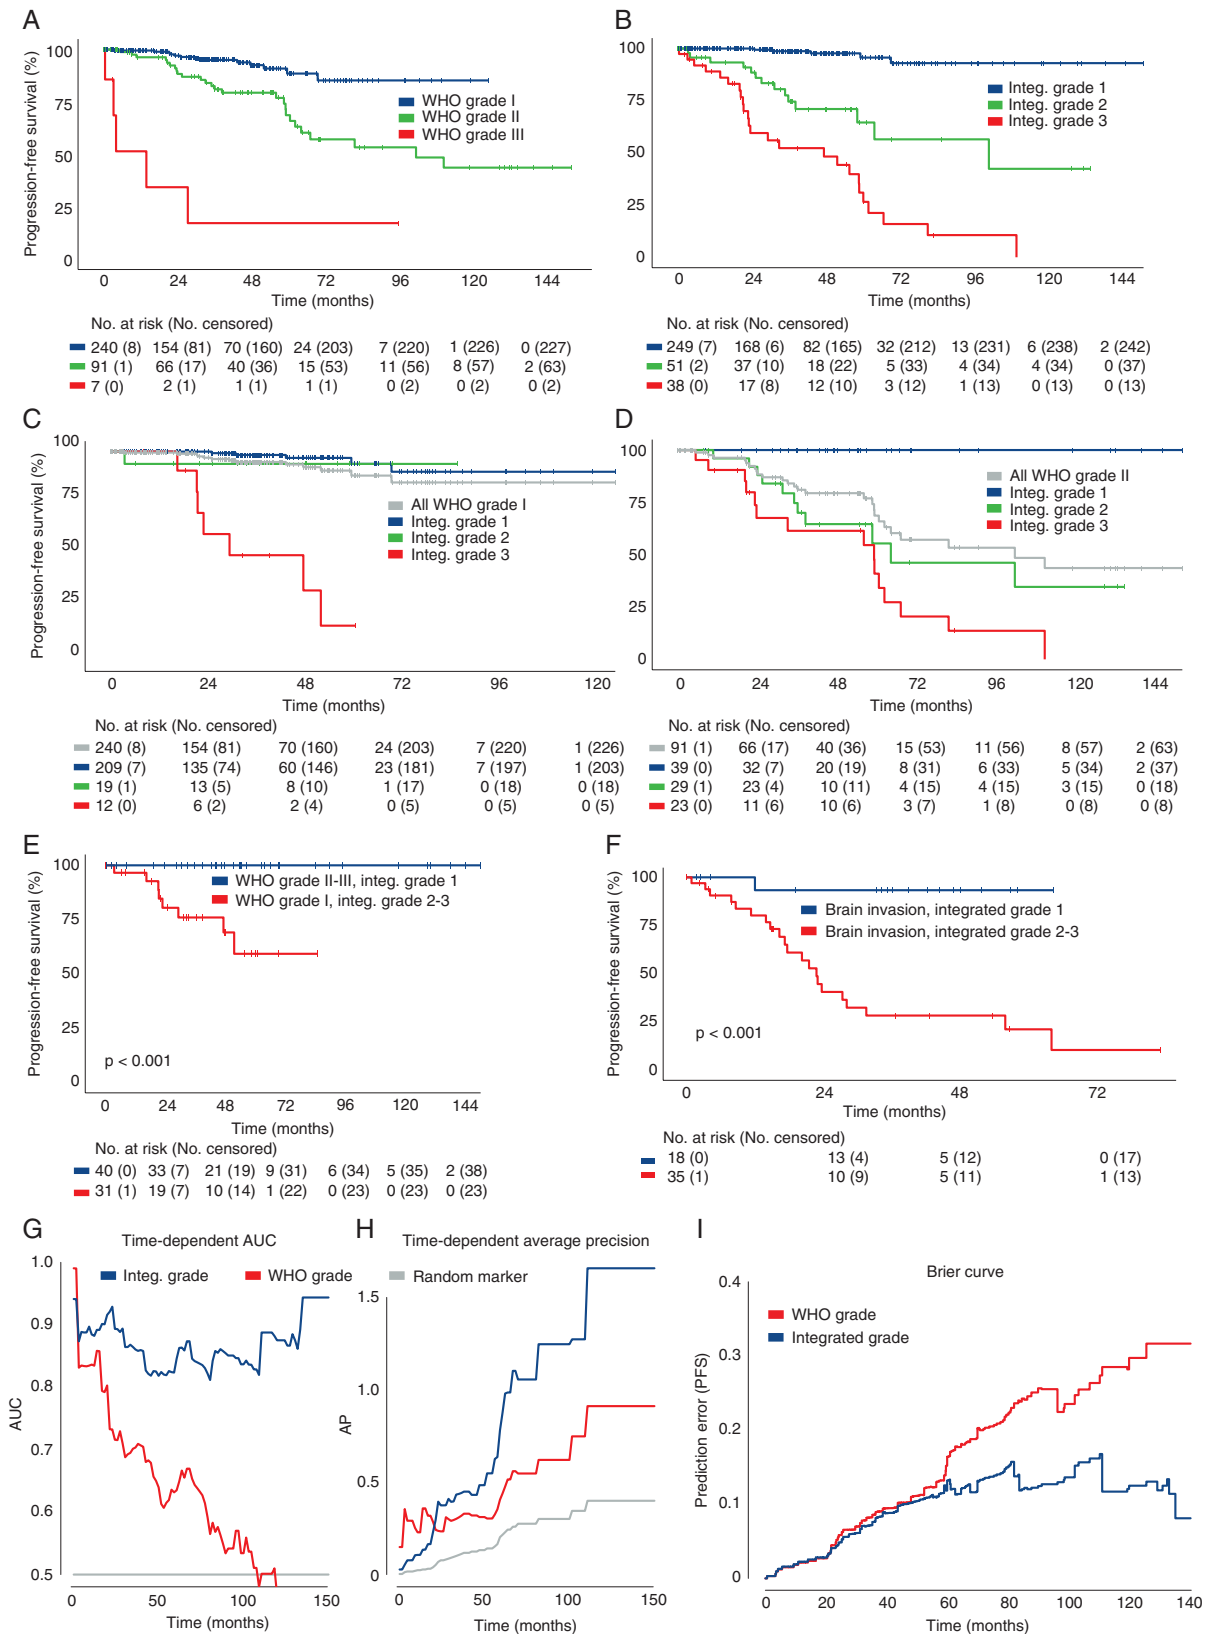 A
Progression-free survival (%)
100
75
50
25
0
WHO grade I
WHO grade II
WHO grade III
0 24 48 72 96 120 144
Time (months)
No. at risk (No. censored)
240 (8) 154 (81) 70 (160) 24 (203) 7 (220) 1 (226) 0 (227)
91 (1) 66 (17) 40 (36) 15 (53) 11 (56) 8 (57) 2 (63)
7 (0) 2 (1) 1 (1) 1 (1) 0 (2) 0 (2) 0 (2)
B
100
75
50
25
0
Integ. grade 1
Integ. grade 2
Integ. grade 3
0 24 48 72 96 120 144
Time (months)
No. at risk (No. censored)
249 (7) 168 (6) 82 (165) 32 (212) 13 (231) 6 (238) 2 (242)
51 (2) 37 (10) 18 (22) 5 (33) 4 (34) 4 (34) 0 (37)
38 (0) 17 (8) 12 (10) 3 (12) 1 (13) 0 (13) 0 (13)
C
Progression-free survival (%)
100
75
50
25
0
All WHO grade I
Integ. grade 1
Integ. grade 2
Integ. grade 3
0 24 48 72 96 120
Time (months)
No. at risk (No. censored)
240 (8) 154 (81) 70 (160) 24 (203) 7 (220) 1 (226)
209 (7) 135 (74) 60 (146) 23 (181) 7 (197) 1 (203)
19 (1) 13 (5) 8 (10) 1 (17) 0 (18) 0 (18)
12 (0) 6 (2) 2 (4) 0 (5) 0 (5) 0 (5)
D
100
75
50
25
0
All WHO grade II
Integ. grade 1
Integ. grade 2
Integ. grade 3
0 24 48 72 96 120 144
Time (months)
No. at risk (No. censored)
91 (1) 66 (17) 40 (36) 15 (53) 11 (56) 8 (57) 2 (63)
39 (0) 32 (7) 20 (19) 8 (31) 6 (33) 5 (34) 2 (37)
29 (1) 23 (4) 10 (11) 4 (15) 4 (15) 3 (15) 0 (18)
23 (0) 11 (6) 10 (6) 3 (7) 1 (8) 0 (8) 0 (8)
E
Progression-free survival (%)
100
75
50
25
0
WHO grade II-III, integ. grade 1
WHO grade I, integ. grade 2-3
p < 0.001
0 24 48 72 96 120 144
Time (months)
No. at risk (No. censored)
40 (0) 33 (7) 21 (19) 9 (31) 6 (34) 5 (35) 2 (38)
31 (1) 19 (7) 10 (14) 1 (22) 0 (23) 0 (23) 0 (23)
F
Progression-free survival (%)
100
75
50
25
0
Brain invasion, integrated grade 1
Brain invasion, integrated grade 2-3
p < 0.001
0 24 48 72
Time (months)
No. at risk (No. censored)
18 (0) 13 (4) 5 (12) 0 (17)
35 (1) 10 (9) 5 (11) 1 (13)
G
Time-dependent AUC
AUC
1.0
0.9
0.8
0.7
0.6
0.5
Integ. grade WHO grade Random marker
0 50 100 150
Time (months)
H
Time-dependent average precision
AP
1.5
1.0
0.5
0
0 50 100 150
Time (months)
I
Brier curve
Prediction error (PFS)
0.4
0.3
0.2
0.1
0
WHO grade
Integrated grade
0 20 40 60 80 100 120 140
Time (months)